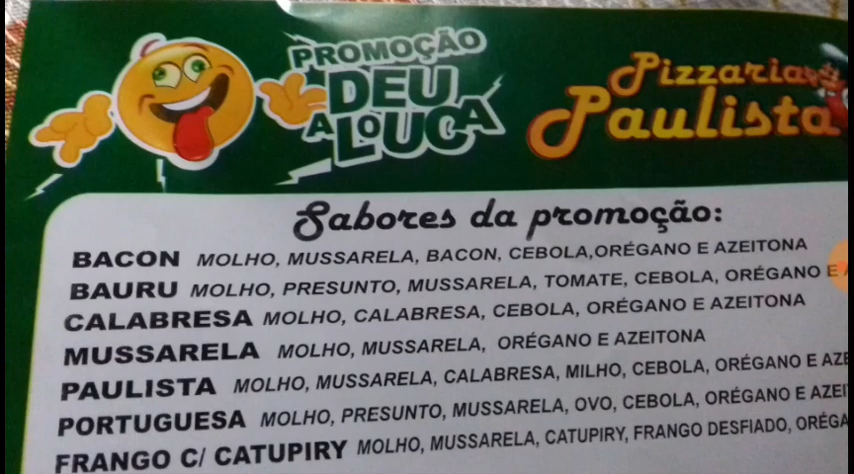 PROMOÇÃO
DEU
A LOUCA
Pizzaria
Paulista
Sabores da promoção:
BACON MOLHO, MUSSARELA, BACON, CEBOLA,ORÉGANO E AZEITONA
BAURU MOLHO, PRESUNTO, MUSSARELA, TOMATE, CEBOLA, ORÉGANO E
CALABRESA MOLHO, CALABRESA, CEBOLA, ORÉGANO E AZEITONA
MUSSARELA MOLHO, MUSSARELA, ORÉGANO E AZEITONA
PAULISTA MOLHO, MUSSARELA, CALABRESA, MILHO, CEBOLA, ORÉGANO E
PORTUGUESA MOLHO, PRESUNTO, MUSSARELA, OVO, CEBOLA, ORÉGANO E
FRANGO C/ CATUPIRY MOLHO, MUSSARELA, CATUPIRY, FRANGO DESFIADO,